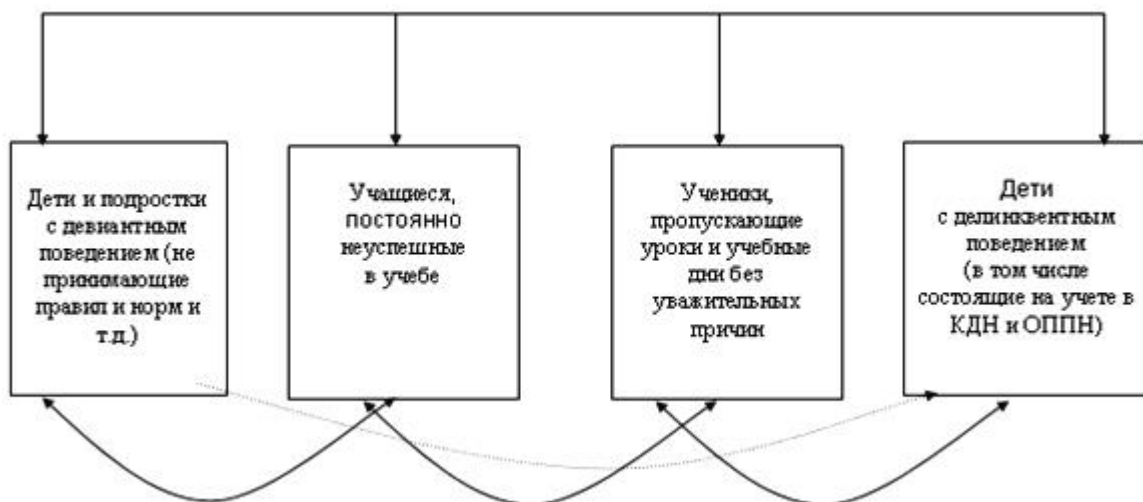 Дети и подростки
с девиантным
поведением (не
принимающие
правил и норм и
т.д.)
Учащиеся,
постоянно
неуспешные
в учебе
Ученики,
пропускающие
уроки и учебные
дни без
уважительных
причин
Дети
с делинквентным
поведением
(в том числе
состоящие на учете в
КДН и ОППН)